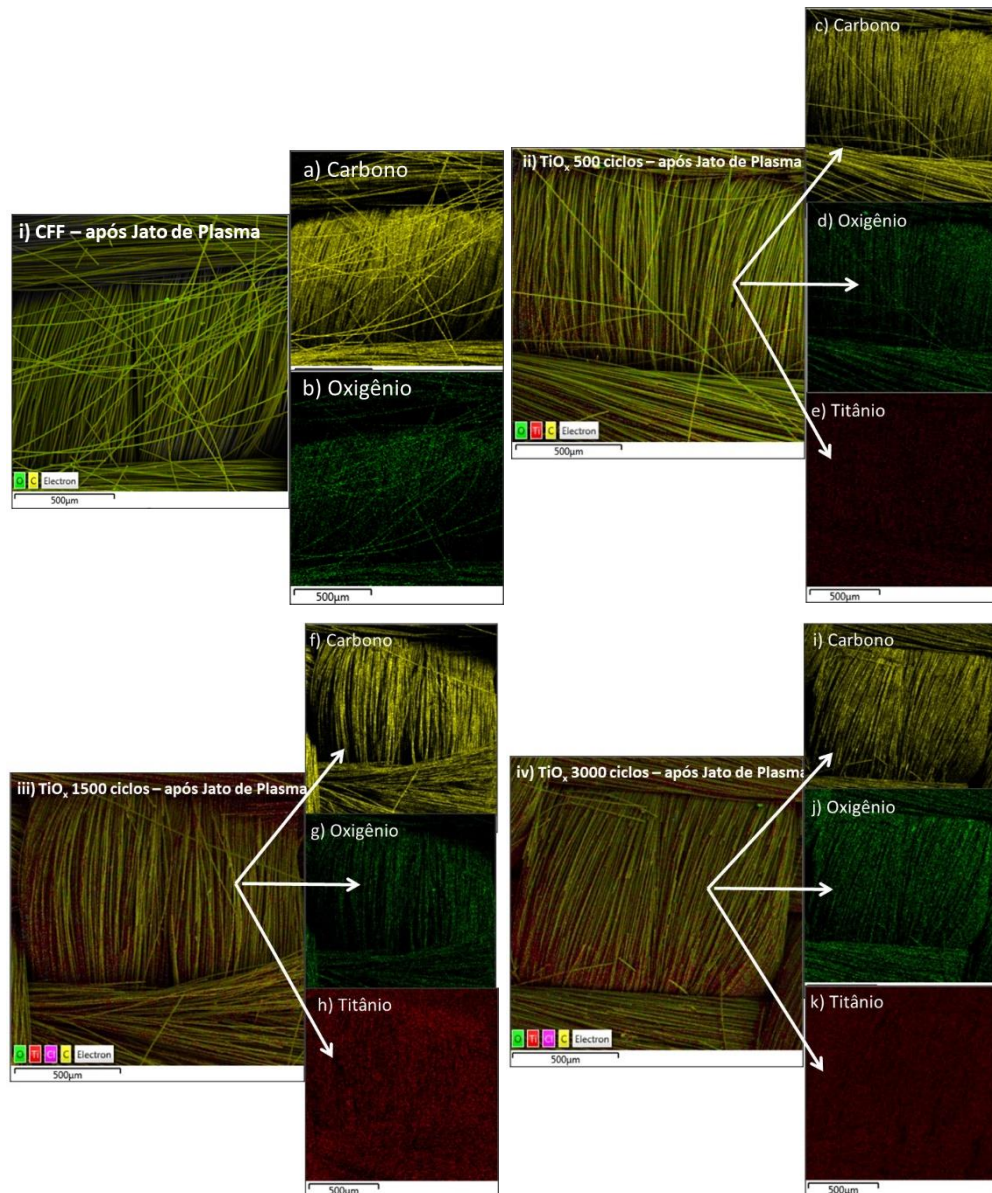 i) CFF – após Jato de Plasma
O C Electron
500µm
a) Carbono
b) Oxigênio
500µm
ii) TiOₓ 500 ciclos – após Jato de Plasma
O Ti C Electron
500µm
c) Carbono
d) Oxigênio
e) Titânio
500µm
iii) TiOₓ 1500 ciclos – após Jato de Plasma
O Ti Cl C Electron
500µm
f) Carbono
g) Oxigênio
h) Titânio
500µm
iv) TiOₓ 3000 ciclos – após Jato de Plasma
O Ti Cl C Electron
500µm
i) Carbono
j) Oxigênio
k) Titânio
500µm